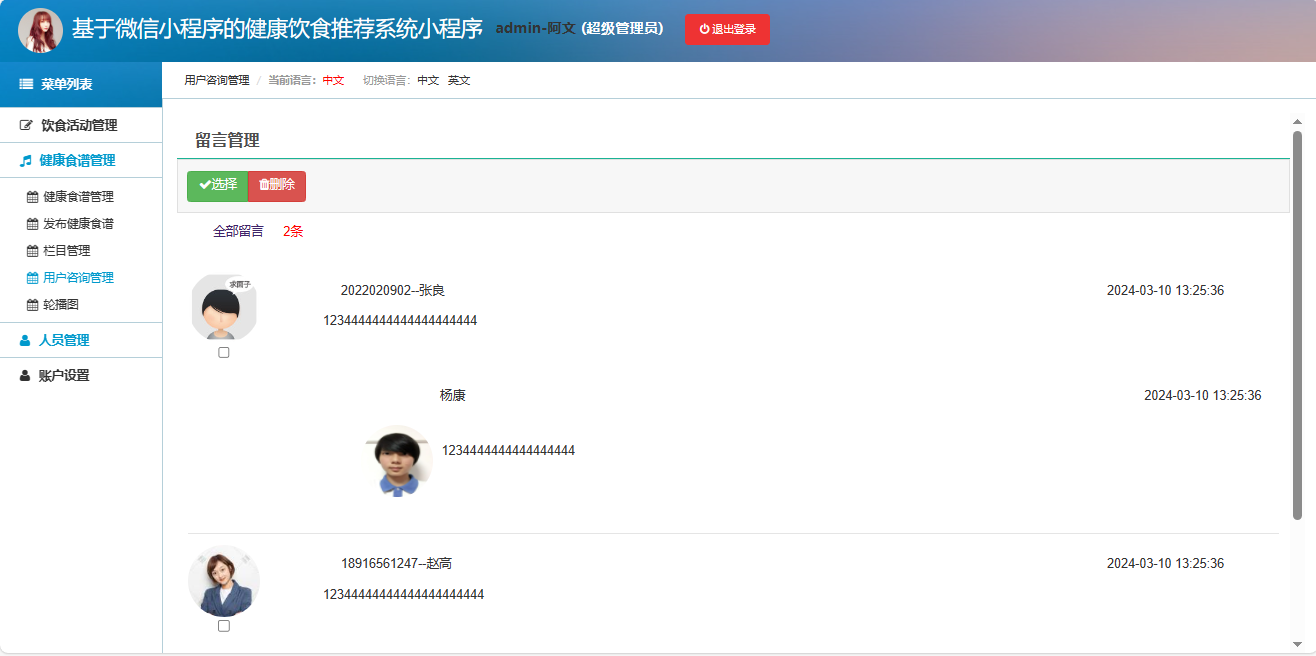 基于微信小程序的健康饮食推荐系统小程序 admin-阿文 (超级管理员) 退出登录
菜单列表
用户咨询管理 / 当前语言：中文 切换语言：中文 英文
饮食活动管理
健康食谱管理
健康食谱管理
发布健康食谱
栏目管理
用户咨询管理
轮播图
人员管理
账户设置
留言管理
选择 删除
全部留言 2条
求面子
2022020902--张良 2024-03-10 13:25:36
1234444444444444444444
杨康 2024-03-10 13:25:36
1234444444444444444
18916561247--赵高 2024-03-10 13:25:36
12344444444444444444444